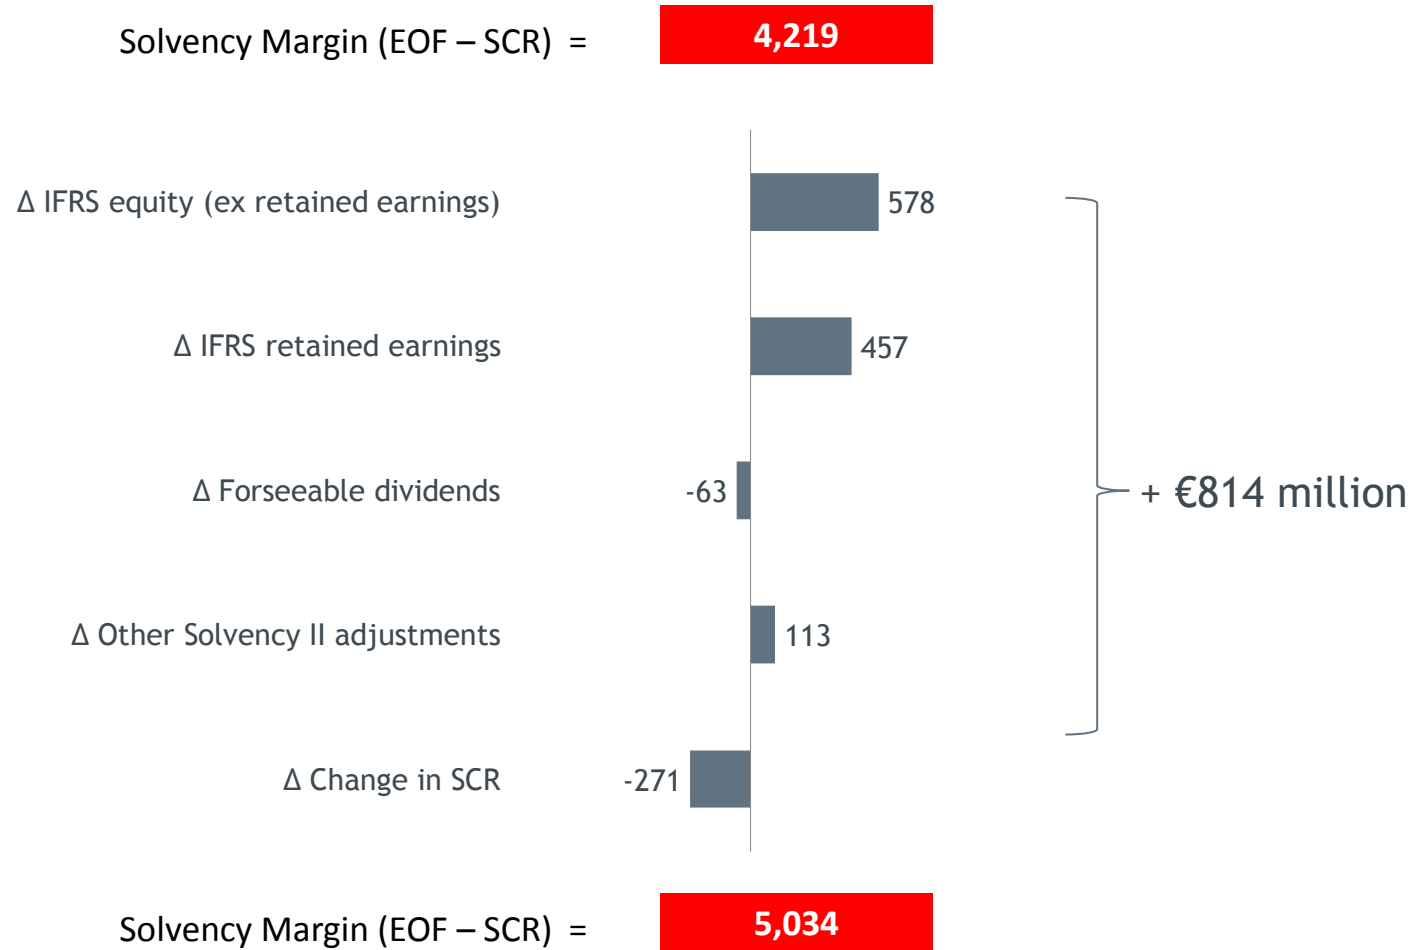 Solvency Margin (EOF – SCR) = 4,219
Δ IFRS equity (ex retained earnings) 578
Δ IFRS retained earnings 457
Δ Forseeable dividends -63
+ €814 million
Δ Other Solvency II adjustments 113
Δ Change in SCR -271
Solvency Margin (EOF – SCR) = 5,034